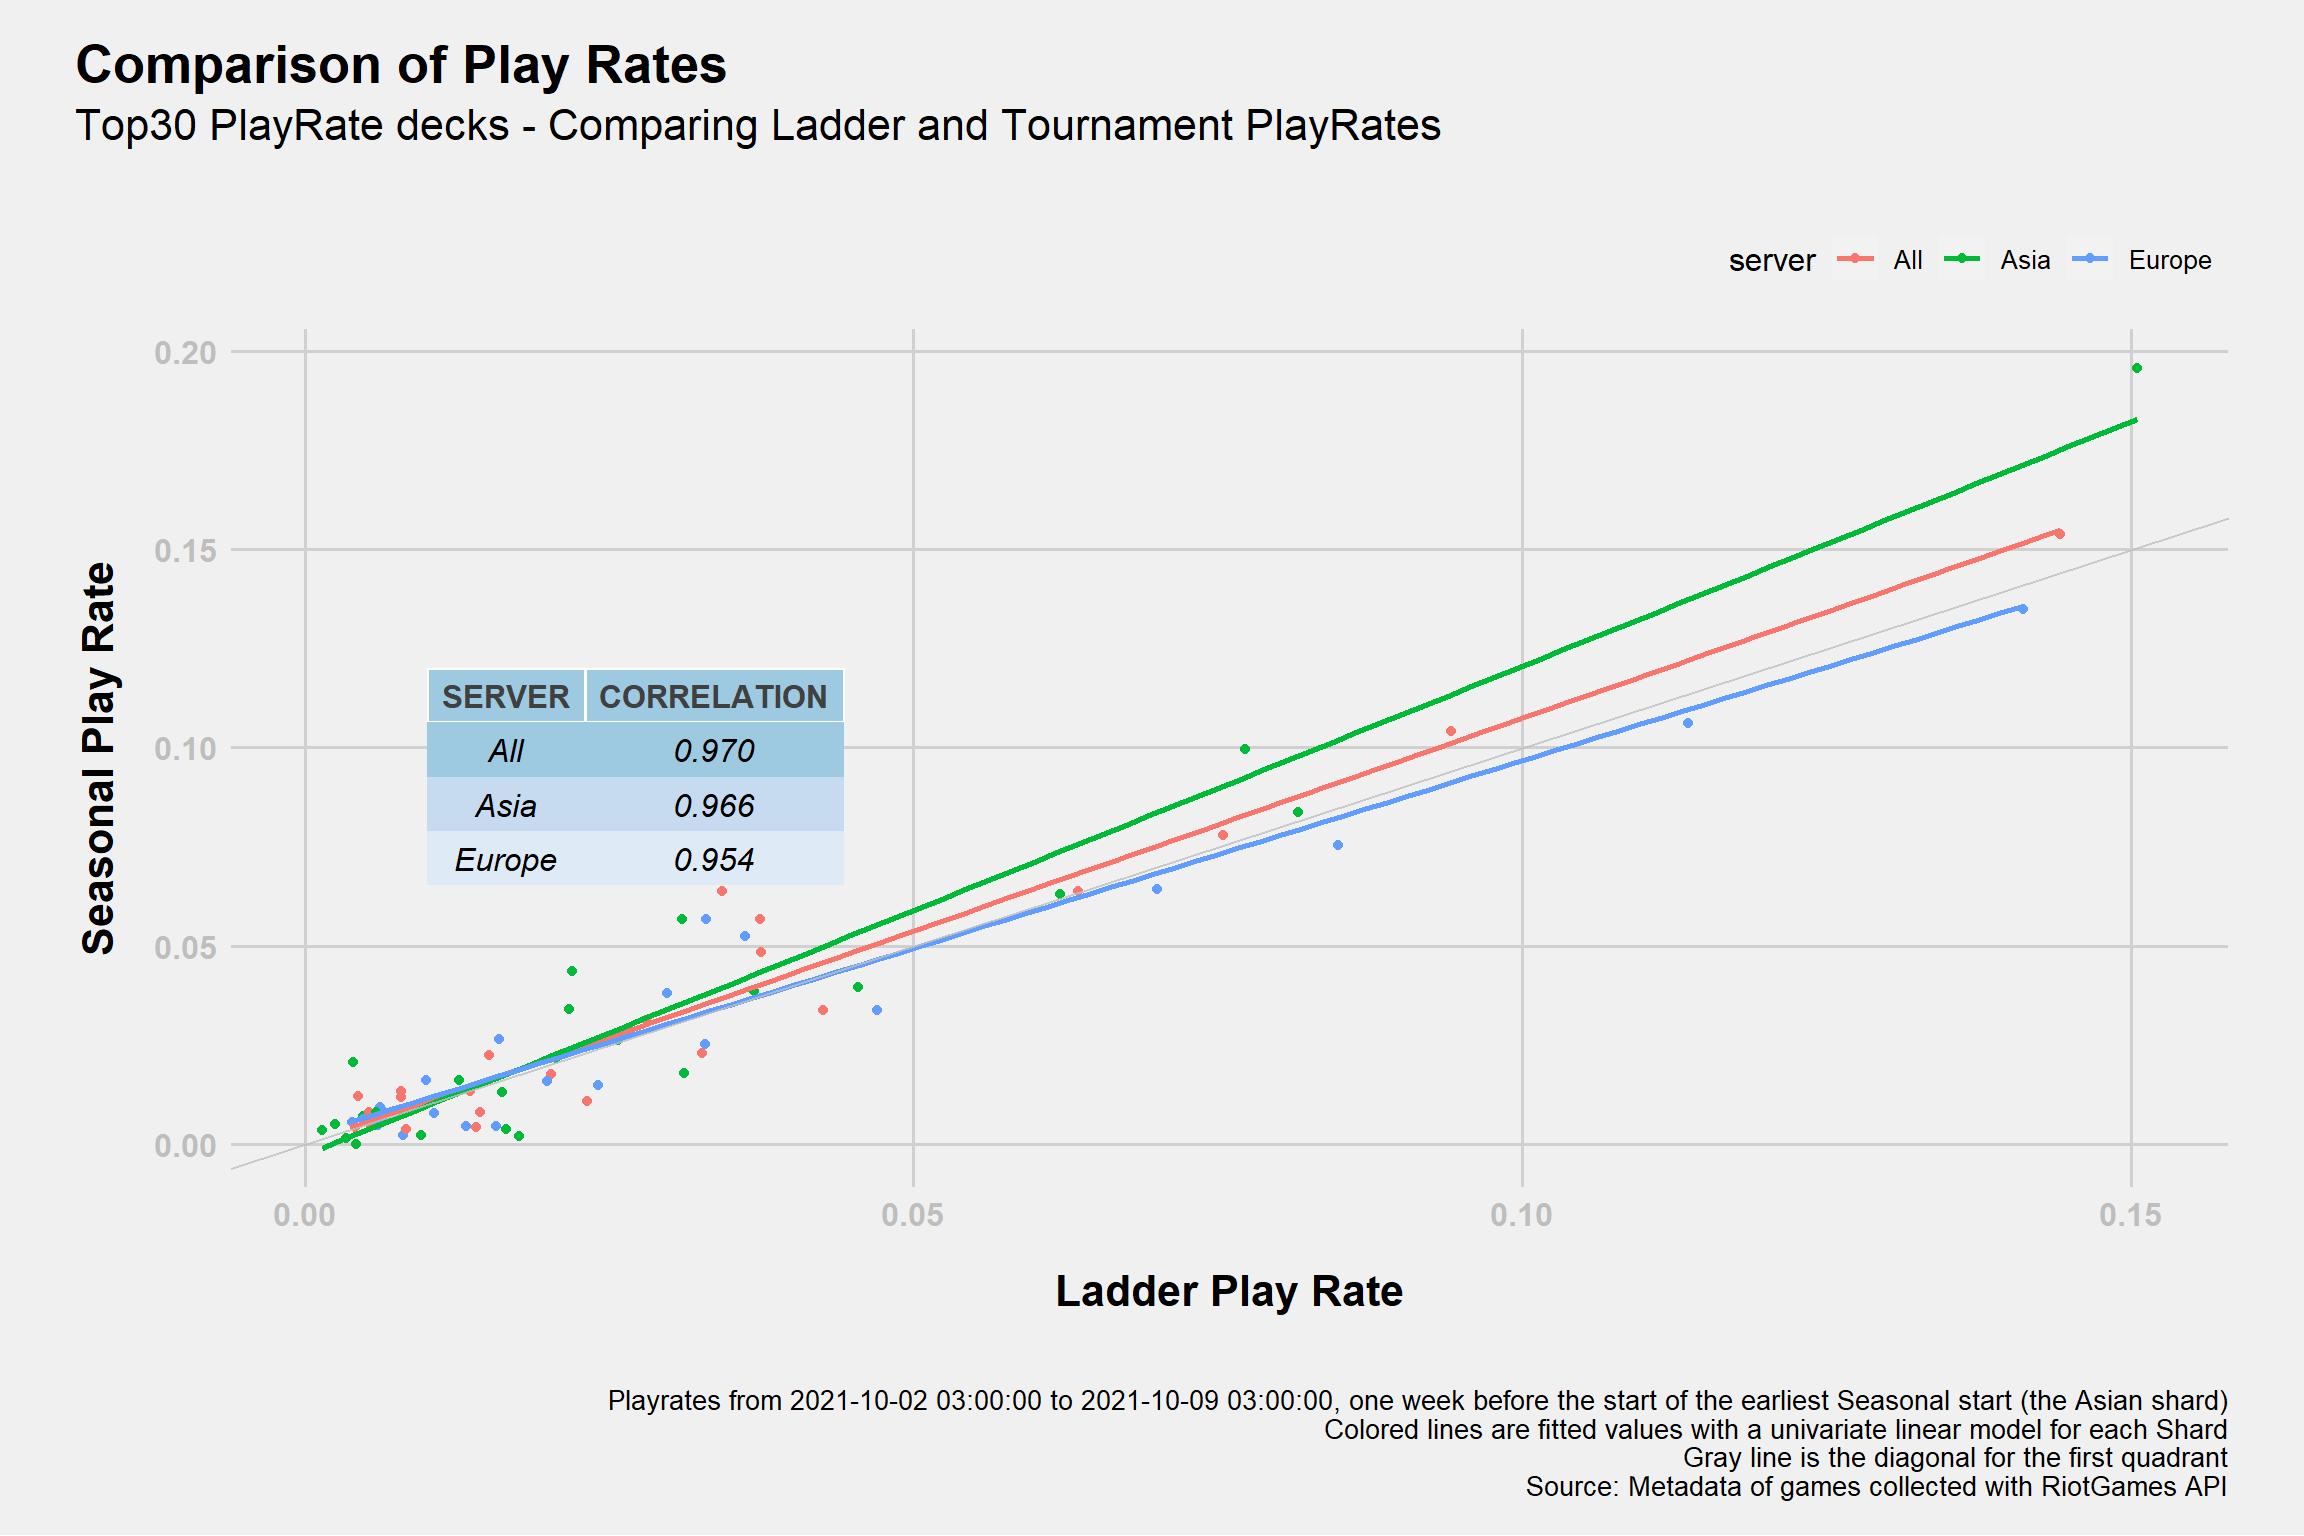 Comparison of Play Rates
Top30 PlayRate decks - Comparing Ladder and Tournament PlayRates
server All Asia Europe
0.20
0.15
0.10
0.05
0.00
Seasonal Play Rate
SERVER CORRELATION
All 0.970
Asia 0.966
Europe 0.954
0.00 0.05 0.10 0.15
Ladder Play Rate
Playrates from 2021-10-02 03:00:00 to 2021-10-09 03:00:00, one week before the start of the earliest Seasonal start (the Asian shard)
Colored lines are fitted values with a univariate linear model for each Shard
Gray line is the diagonal for the first quadrant
Source: Metadata of games collected with RiotGames API